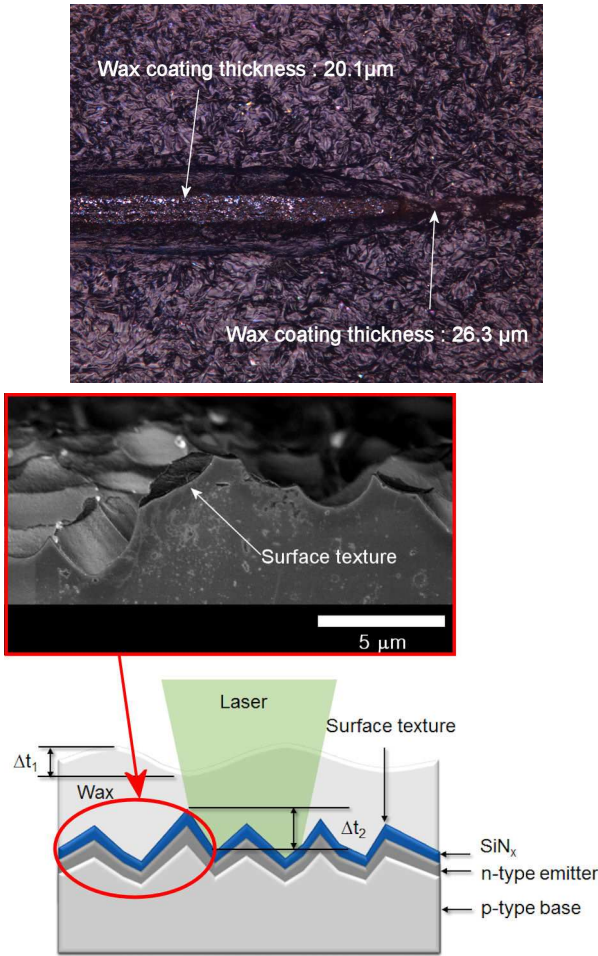 Wax coating thickness : 20.1μm
Wax coating thickness : 26.3 μm
Surface texture
5 μm
Laser
Surface texture
Δt₁
Wax
Δt₂
SiNₓ
n-type emitter
p-type base